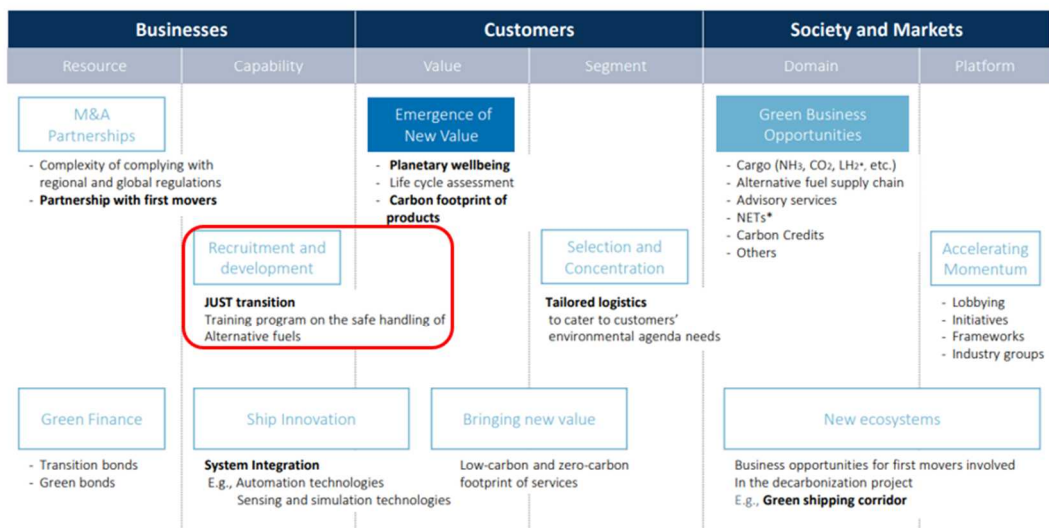 Businesses
Customers
Society and Markets
Resource
Capability
Value
Segment
Domain
Platform
M&A
Partnerships
- Complexity of complying with
regional and global regulations
- Partnership with first movers
Emergence of
New Value
- Planetary wellbeing
- Life cycle assessment
- Carbon footprint of
products
Green Business
Opportunities
- Cargo (NH3, CO2, LH2*, etc.)
- Alternative fuel supply chain
- Advisory services
- NETs*
- Carbon Credits
- Others
Recruitment and
development
JUST transition
Training program on the safe handling of
Alternative fuels
Selection and
Concentration
Tailored logistics
to cater to customers'
environmental agenda needs
Accelerating
Momentum
- Lobbying
- Initiatives
- Frameworks
- Industry groups
Green Finance
- Transition bonds
- Green bonds
Ship Innovation
System Integration
E.g., Automation technologies
Sensing and simulation technologies
Bringing new value
Low-carbon and zero-carbon
footprint of services
New ecosystems
Business opportunities for first movers involved
In the decarbonization project
E.g., Green shipping corridor